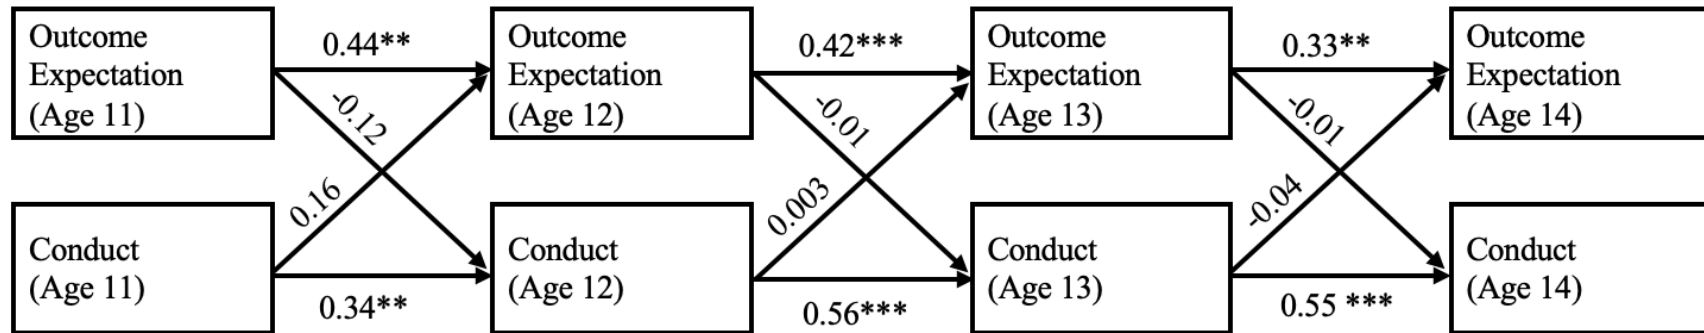 Outcome
Expectation
(Age 11)
0.44**
Outcome
Expectation
(Age 12)
0.42***
Outcome
Expectation
(Age 13)
0.33**
Outcome
Expectation
(Age 14)
-0.12
0.16
-0.01
0.003
-0.01
-0.04
Conduct
(Age 11)
0.34**
Conduct
(Age 12)
0.56***
Conduct
(Age 13)
0.55 ***
Conduct
(Age 14)